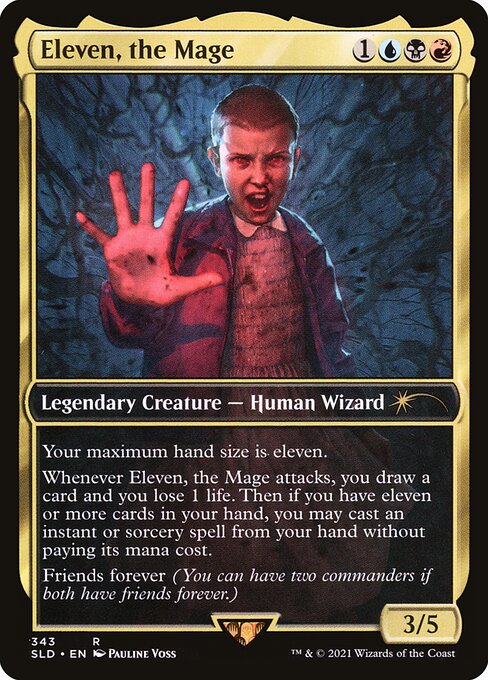 Eleven, the Mage 1
Legendary Creature — Human Wizard
Your maximum hand size is eleven.
Whenever Eleven, the Mage attacks, you draw a
card and you lose 1 life. Then if you have eleven
or more cards in your hand, you may cast an
instant or sorcery spell from your hand without
paying its mana cost.
Friends forever (You can have two commanders if
both have friends forever.)
3/5
343 R
SLD • EN Pauline Voss ™ & © 2021 Wizards of the Coast